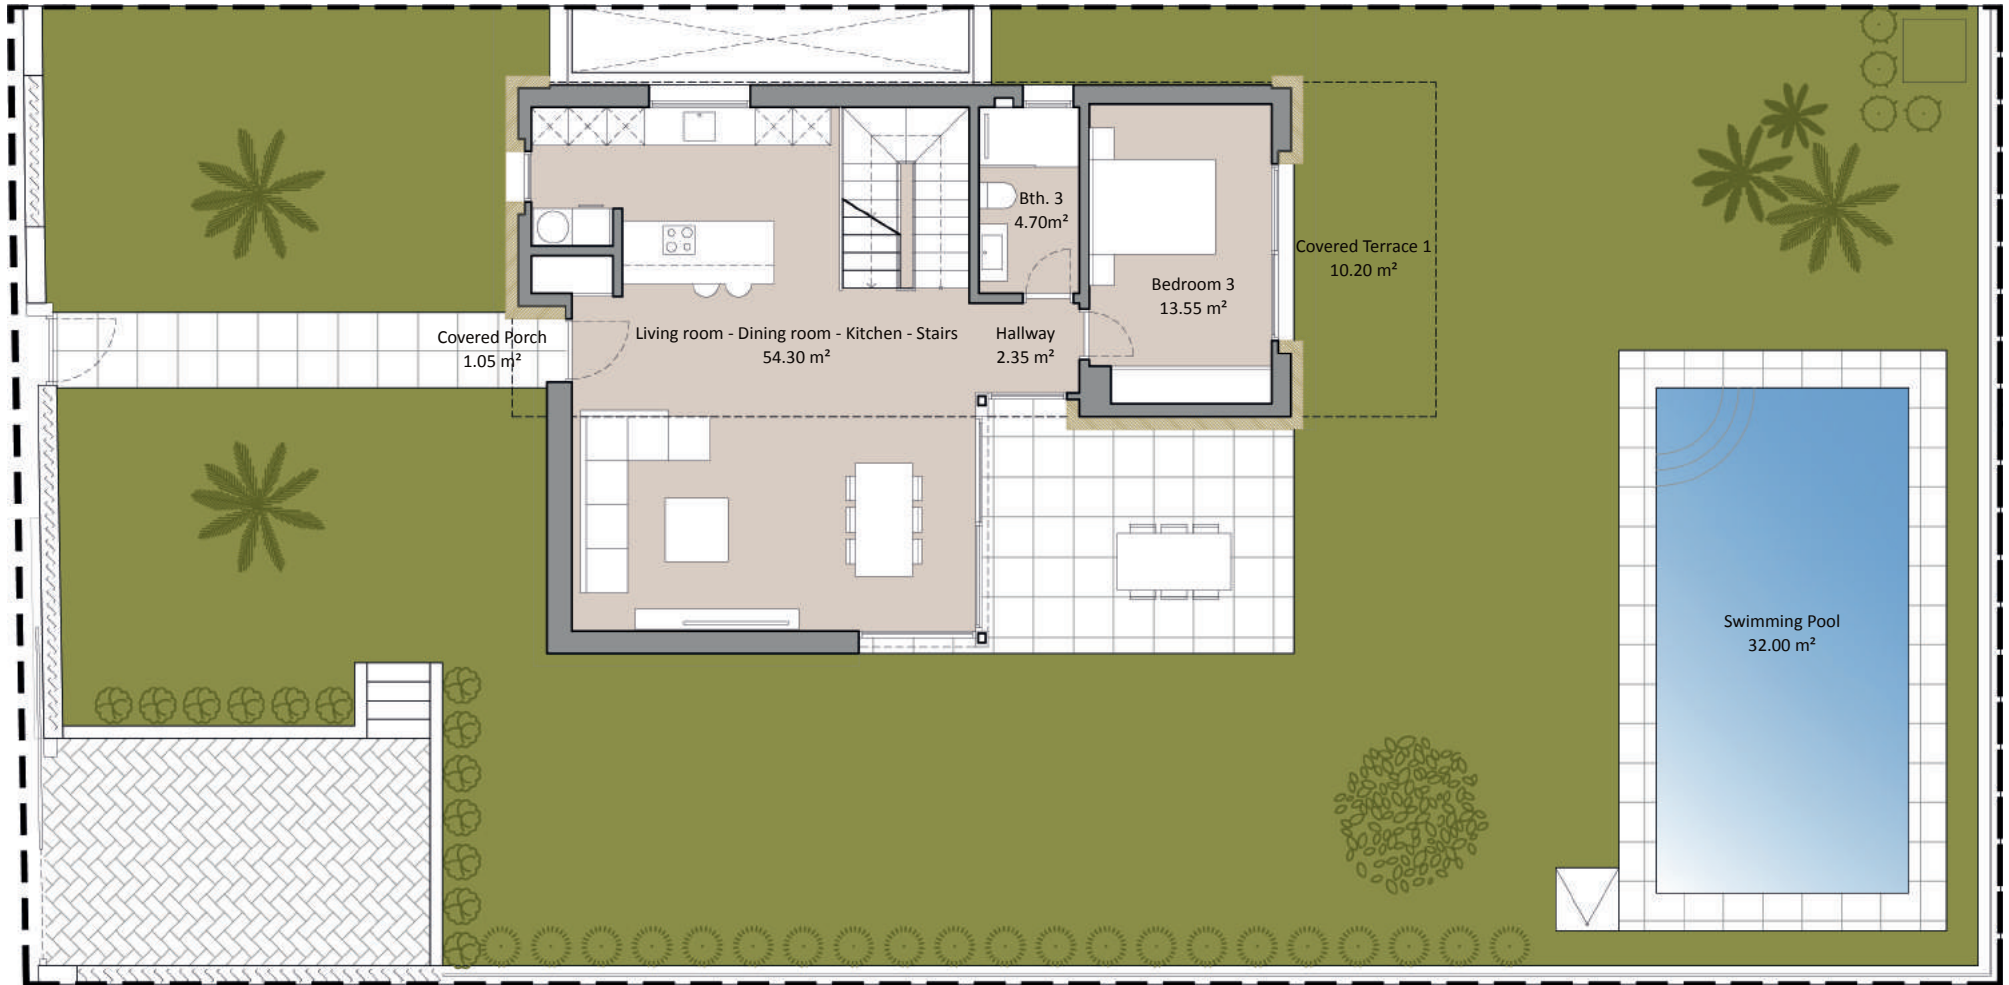 Bth. 3
4.70m²
Covered Terrace 1
10.20 m²
Bedroom 3
13.55 m²
Covered Porch
1.05 m²
Living room - Dining room - Kitchen - Stairs
54.30 m²
Hallway
2.35 m²
Swimming Pool
32.00 m²